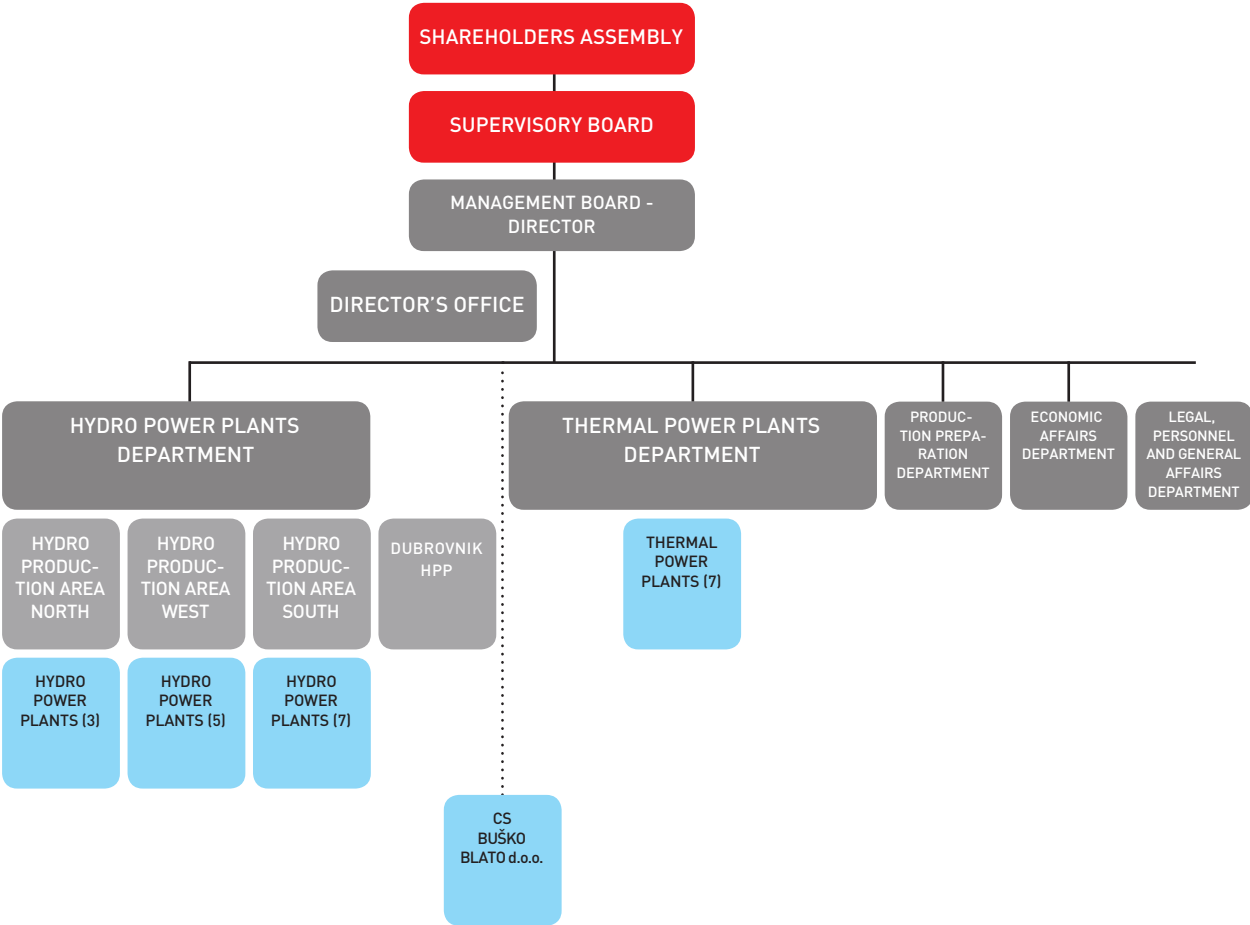 SHAREHOLDERS ASSEMBLY
SUPERVISORY BOARD
MANAGEMENT BOARD -
DIRECTOR
DIRECTOR'S OFFICE
HYDRO POWER PLANTS
DEPARTMENT
THERMAL POWER PLANTS
DEPARTMENT
PRODUC-
TION PREPA-
RATION
DEPARTMENT
ECONOMIC
AFFAIRS
DEPARTMENT
LEGAL,
PERSONNEL
AND GENERAL
AFFAIRS
DEPARTMENT
HYDRO
PRODUC-
TION AREA
NORTH
HYDRO
PRODUC-
TION AREA
WEST
HYDRO
PRODUC-
TION AREA
SOUTH
DUBROVNIK
HPP
THERMAL
POWER
PLANTS (7)
HYDRO
POWER
PLANTS (3)
HYDRO
POWER
PLANTS (5)
HYDRO
POWER
PLANTS (7)
CS
BUŠKO
BLATO d.o.o.